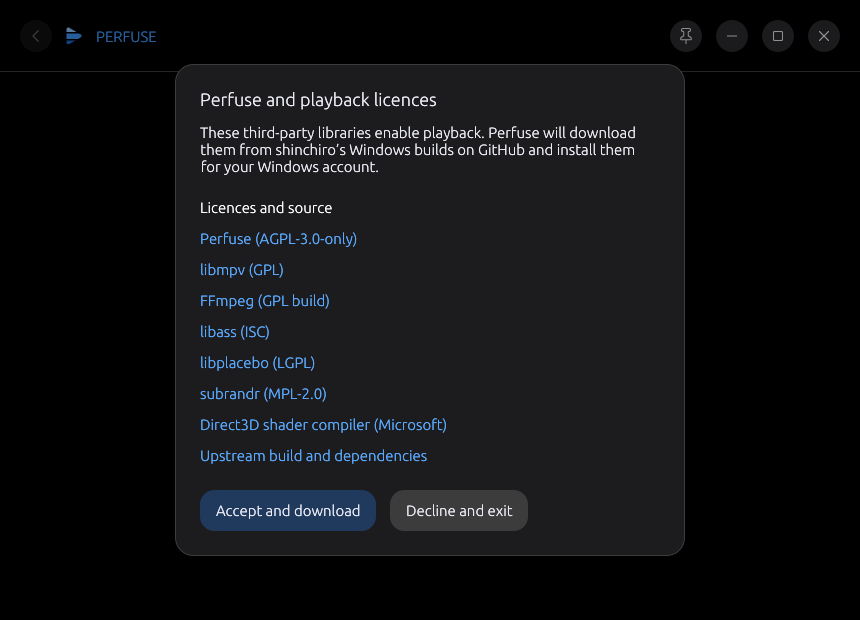 PERFUSE
Perfuse and playback licences
These third-party libraries enable playback. Perfuse will download
them from shinchiro’s Windows builds on GitHub and install them
for your Windows account.
Licences and source
Perfuse (AGPL-3.0-only)
libmpv (GPL)
FFmpeg (GPL build)
libass (ISC)
libplacebo (LGPL)
subrandr (MPL-2.0)
Direct3D shader compiler (Microsoft)
Upstream build and dependencies
Accept and download
Decline and exit